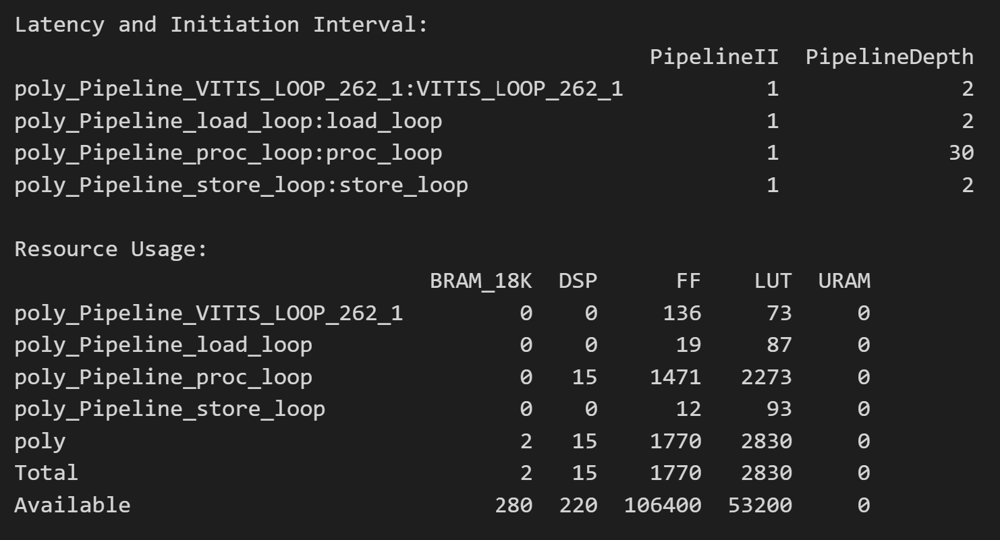 Latency and Initiation Interval:
PipelineII PipelineDepth
poly_Pipeline_VITIS_LOOP_262_1:VITIS_LOOP_262_1 1 2
poly_Pipeline_load_loop:load_loop 1 2
poly_Pipeline_proc_loop:proc_loop 1 30
poly_Pipeline_store_loop:store_loop 1 2
Resource Usage:
BRAM_18K DSP FF LUT URAM
poly_Pipeline_VITIS_LOOP_262_1 0 0 136 73 0
poly_Pipeline_load_loop 0 0 19 87 0
poly_Pipeline_proc_loop 0 15 1471 2273 0
poly_Pipeline_store_loop 0 0 12 93 0
poly 2 15 1770 2830 0
Total 2 15 1770 2830 0
Available 280 220 106400 53200 0